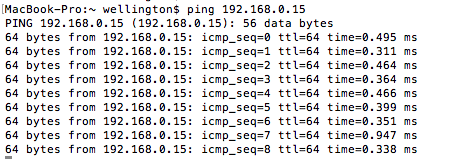 MacBook-Pro:~ wellington$ ping 192.168.0.15
PING 192.168.0.15 (192.168.0.15): 56 data bytes
64 bytes from 192.168.0.15: icmp_seq=0 ttl=64 time=0.495 ms
64 bytes from 192.168.0.15: icmp_seq=1 ttl=64 time=0.311 ms
64 bytes from 192.168.0.15: icmp_seq=2 ttl=64 time=0.464 ms
64 bytes from 192.168.0.15: icmp_seq=3 ttl=64 time=0.364 ms
64 bytes from 192.168.0.15: icmp_seq=4 ttl=64 time=0.466 ms
64 bytes from 192.168.0.15: icmp_seq=5 ttl=64 time=0.399 ms
64 bytes from 192.168.0.15: icmp_seq=6 ttl=64 time=0.351 ms
64 bytes from 192.168.0.15: icmp_seq=7 ttl=64 time=0.947 ms
64 bytes from 192.168.0.15: icmp_seq=8 ttl=64 time=0.338 ms